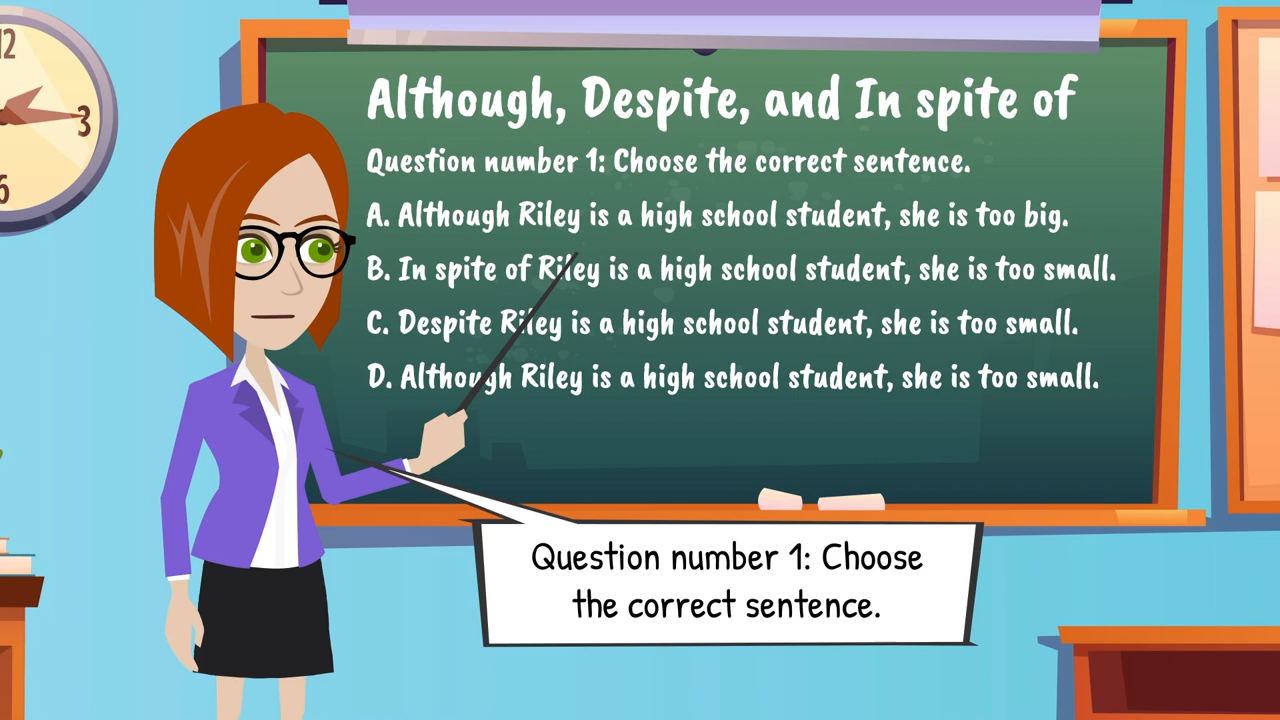 12
3
6
Although, Despite, and In spite of
Question number 1: Choose the correct sentence.
A. Although Riley is a high school student, she is too big.
B. In spite of Riley is a high school student, she is too small.
C. Despite Riley is a high school student, she is too small.
D. Although Riley is a high school student, she is too small.
Question number 1: Choose
the correct sentence.